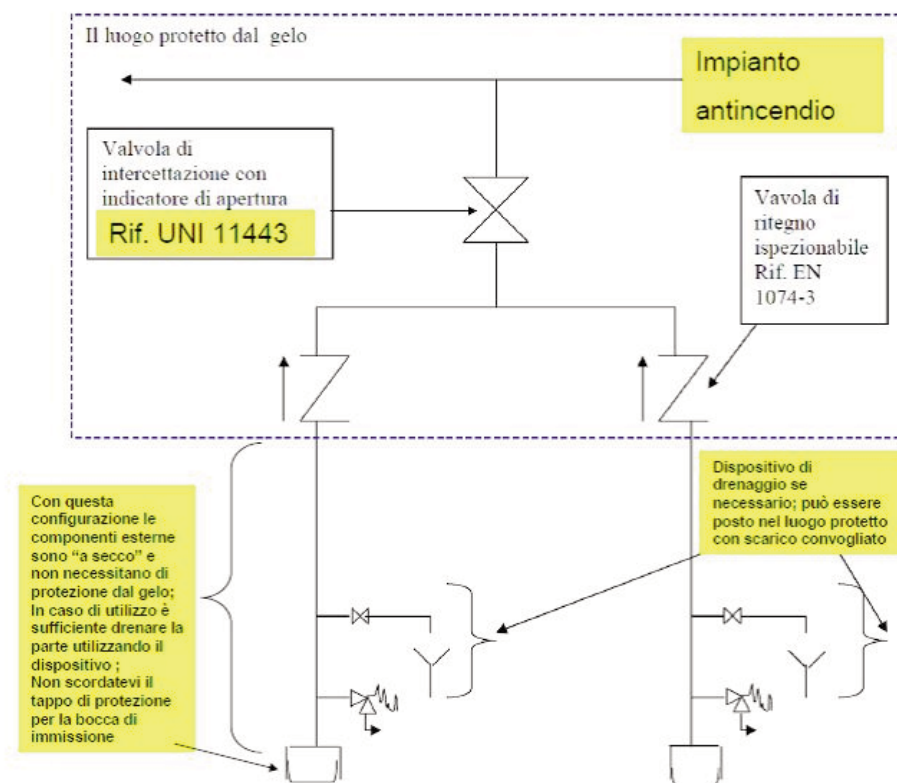 Il luogo protetto dal gelo
Impianto
antincendio
Valvola di
intercettazione con
indicatore di apertura
Rif. UNI 11443
Vavola di
ritegno
ispezionabile
Rif. EN
1074-3
Con questa
configurazione le
componenti esterne
sono “a secco” e
non necessitano di
protezione dal gelo;
In caso di utilizzo è
sufficiente drenare la
parte utilizzando il
dispositivo ;
Non scordatevi il
tappo di protezione
per la bocca di
immissione
Dispositivo di
drenaggio se
necessario; può essere
posto nel luogo protetto
con scarico convogliato